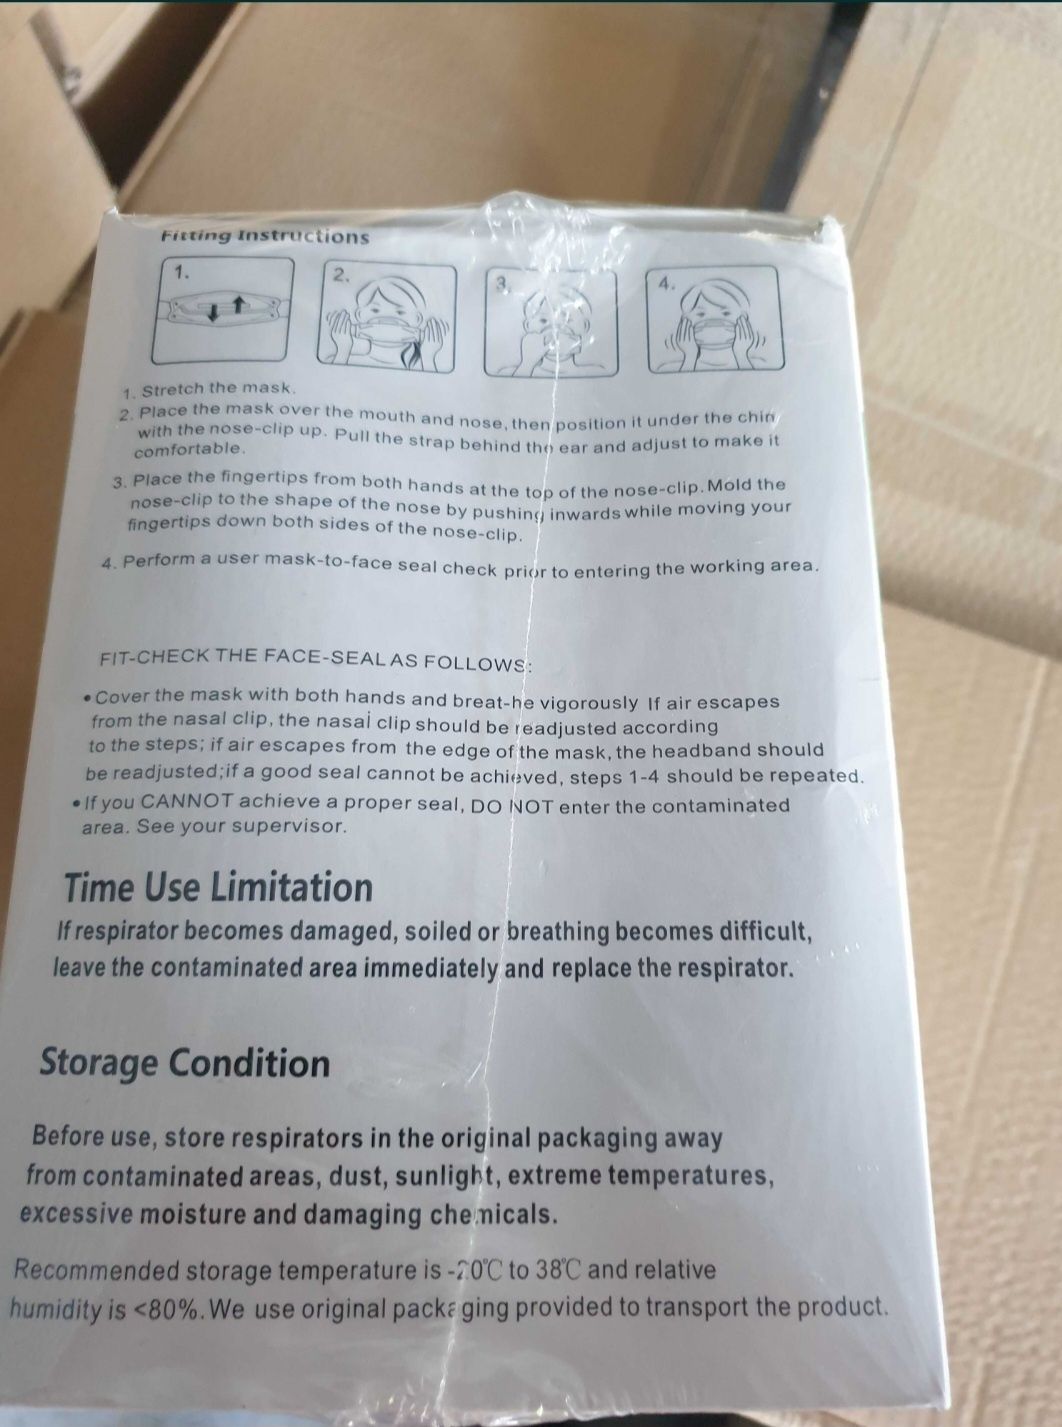 Fitting Instructions
1.
2.
3.
4.
1. Stretch the mask.
2. Place the mask over the mouth and nose, then position it under the chin
with the nose-clip up. Pull the strap behind the ear and adjust to make it
comfortable.
3. Place the fingertips from both hands at the top of the nose-clip. Mold the
nose-clip to the shape of the nose by pushing inwards while moving your
fingertips down both sides of the nose-clip.
4. Perform a user mask-to-face seal check prior to entering the working area.
FIT-CHECK THE FACE-SEAL AS FOLLOWS:
• Cover the mask with both hands and breat-he vigorously If air escapes
from the nasal clip, the nasal clip should be readjusted according
to the steps; if air escapes from the edge of the mask, the headband should
be readjusted;if a good seal cannot be achieved, steps 1-4 should be repeated.
• If you CANNOT achieve a proper seal, DO NOT enter the contaminated
area. See your supervisor.
Time Use Limitation
If respirator becomes damaged, soiled or breathing becomes difficult,
leave the contaminated area immediately and replace the respirator.
Storage Condition
Before use, store respirators in the original packaging away
from contaminated areas, dust, sunlight, extreme temperatures,
excessive moisture and damaging chemicals.
Recommended storage temperature is -20℃ to 38℃ and relative
humidity is <80%. We use original packaging provided to transport the product.